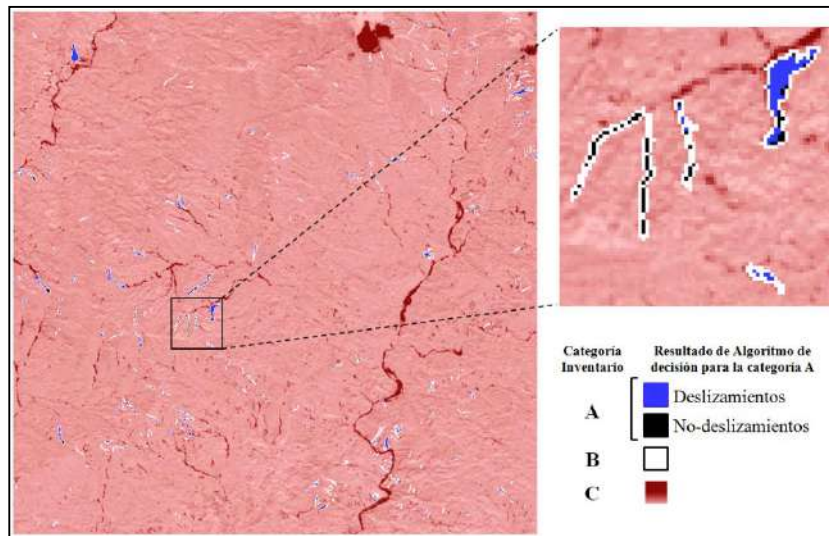 Categoría Resultado de Algoritmo de
Inventario decisión para la categoría A
A
Deslizamientos
No-deslizamientos
B
C